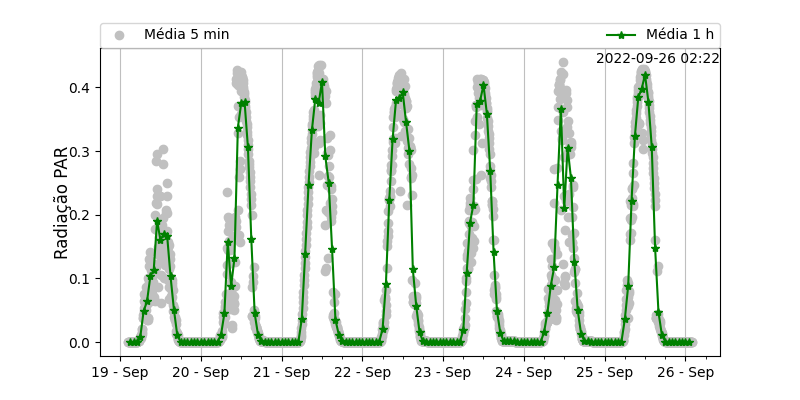 Média 5 min
Média 1 h
2022-09-26 02:22
Radiação PAR
0.4
0.3
0.2
0.1
0.0
19 - Sep
20 - Sep
21 - Sep
22 - Sep
23 - Sep
24 - Sep
25 - Sep
26 - Sep